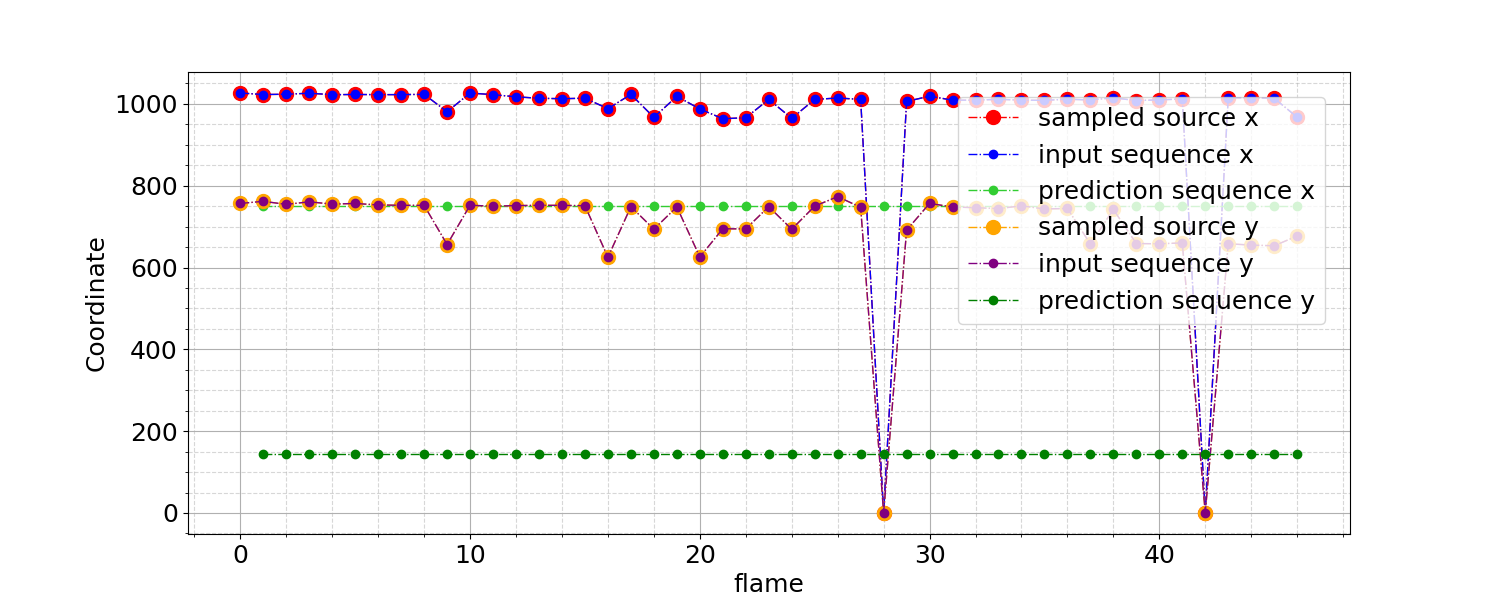 1000
800
600
400
200
0
Coordinate
sampled source x
input sequence x
prediction sequence x
sampled source y
input sequence y
prediction sequence y
0 10 20 30 40
flame